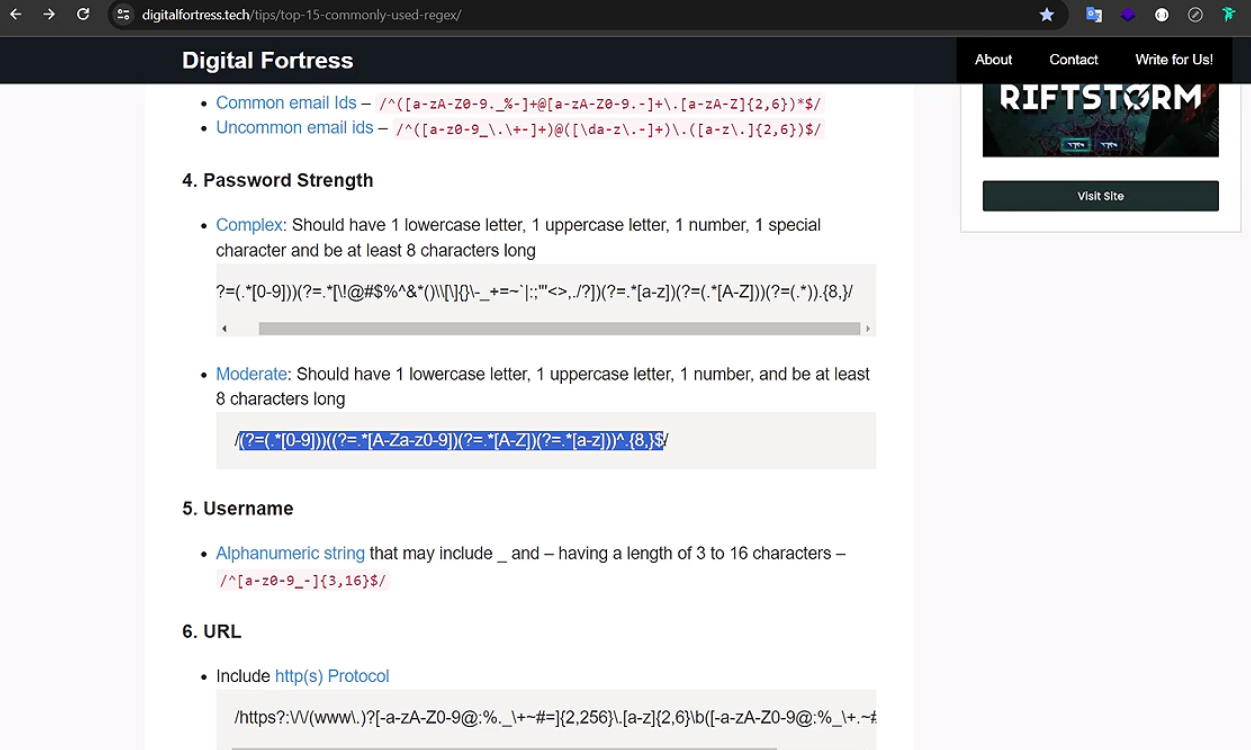 digitalfortress.tech/tips/top-15-commonly-used-regex/
Digital Fortress
About
Contact
Write for Us!
Common email Ids – /^([a-zA-Z0-9._%-]+@[a-zA-Z0-9.-]+\.[a-zA-Z]{2,6})*$/
Uncommon email ids – /^([a-z0-9_\.\+-]+)@([\da-z\.-]+)\.([a-z\.]{2,6})$/
RIFTSTORM
Visit Site
4. Password Strength
Complex: Should have 1 lowercase letter, 1 uppercase letter, 1 number, 1 special
character and be at least 8 characters long
?=(.*[0-9]))(?=.*[\!@#$%^&*()\\[\]{}\-_+=~`|:;"'<>,./?])(?=.*[a-z])(?=(.*[A-Z]))(?=(.*)).{8,}/
Moderate: Should have 1 lowercase letter, 1 uppercase letter, 1 number, and be at least
8 characters long
/(?=(.*[0-9]))((?=.*[A-Za-z0-9])(?=.*[A-Z])(?=.*[a-z]))^.{8,}$/
5. Username
Alphanumeric string that may include _ and – having a length of 3 to 16 characters –
/^[a-z0-9_-]{3,16}$/
6. URL
Include http(s) Protocol
/https?:\/\/(www\.)?[-a-zA-Z0-9@:%._\+~#=]{2,256}\.[a-z]{2,6}\b([-a-zA-Z0-9@:%_\+.~#